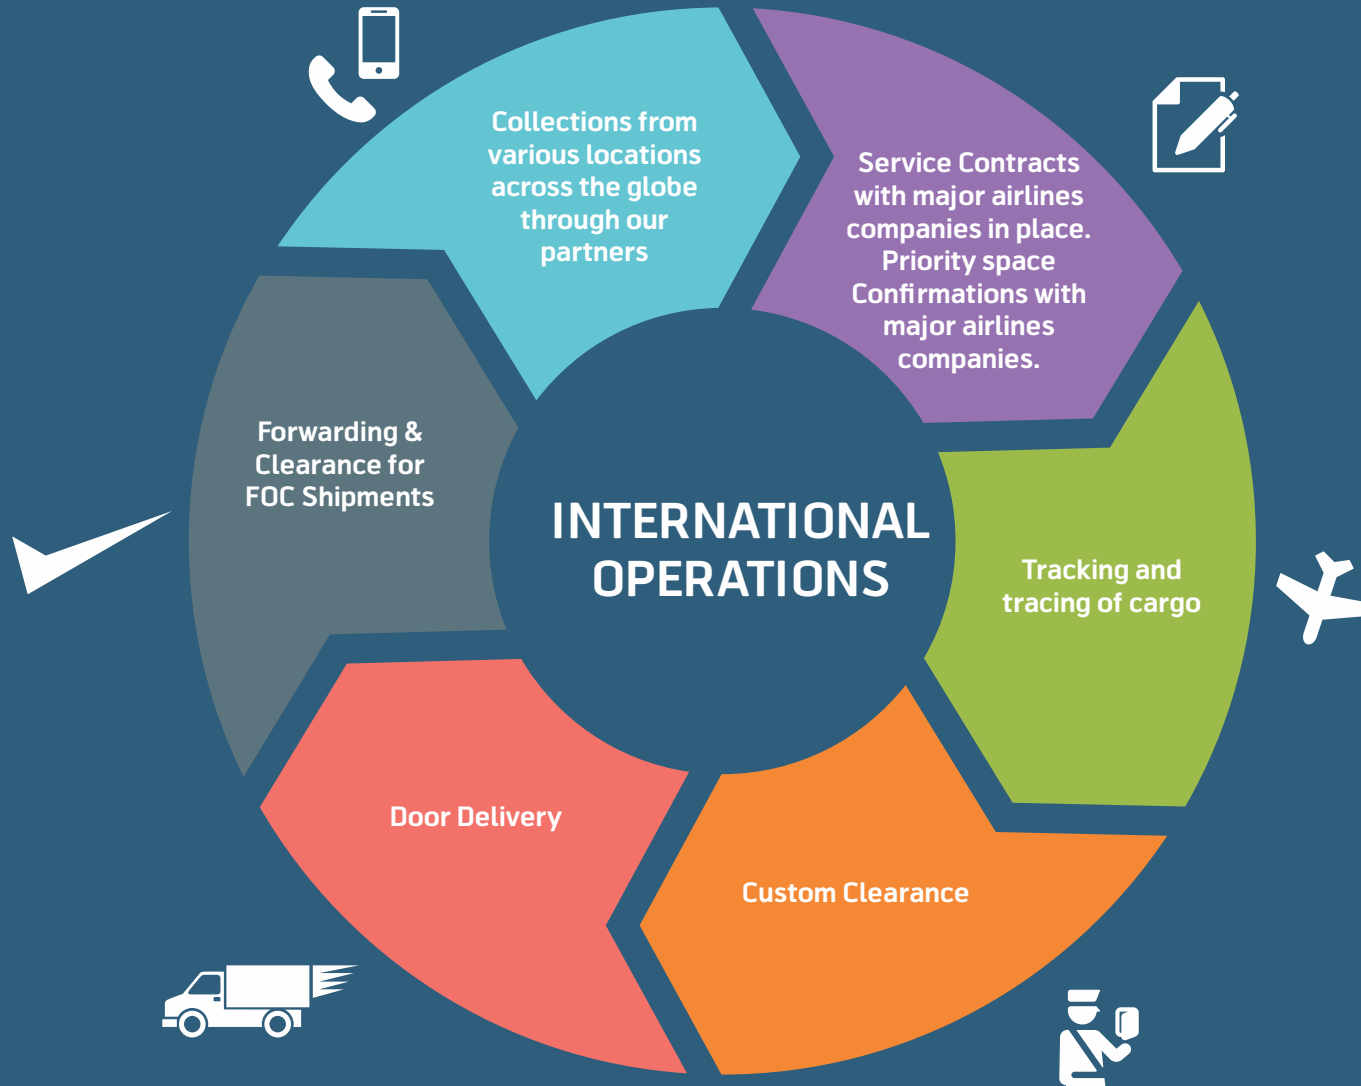 Collections from
various locations
across the globe
through our
partners
Service Contracts
with major airlines
companies in place.
Priority space
Confirmations with
major airlines
companies.
Tracking and
tracing of cargo
Custom Clearance
Door Delivery
Forwarding &
Clearance for
FOC Shipments
INTERNATIONAL
OPERATIONS